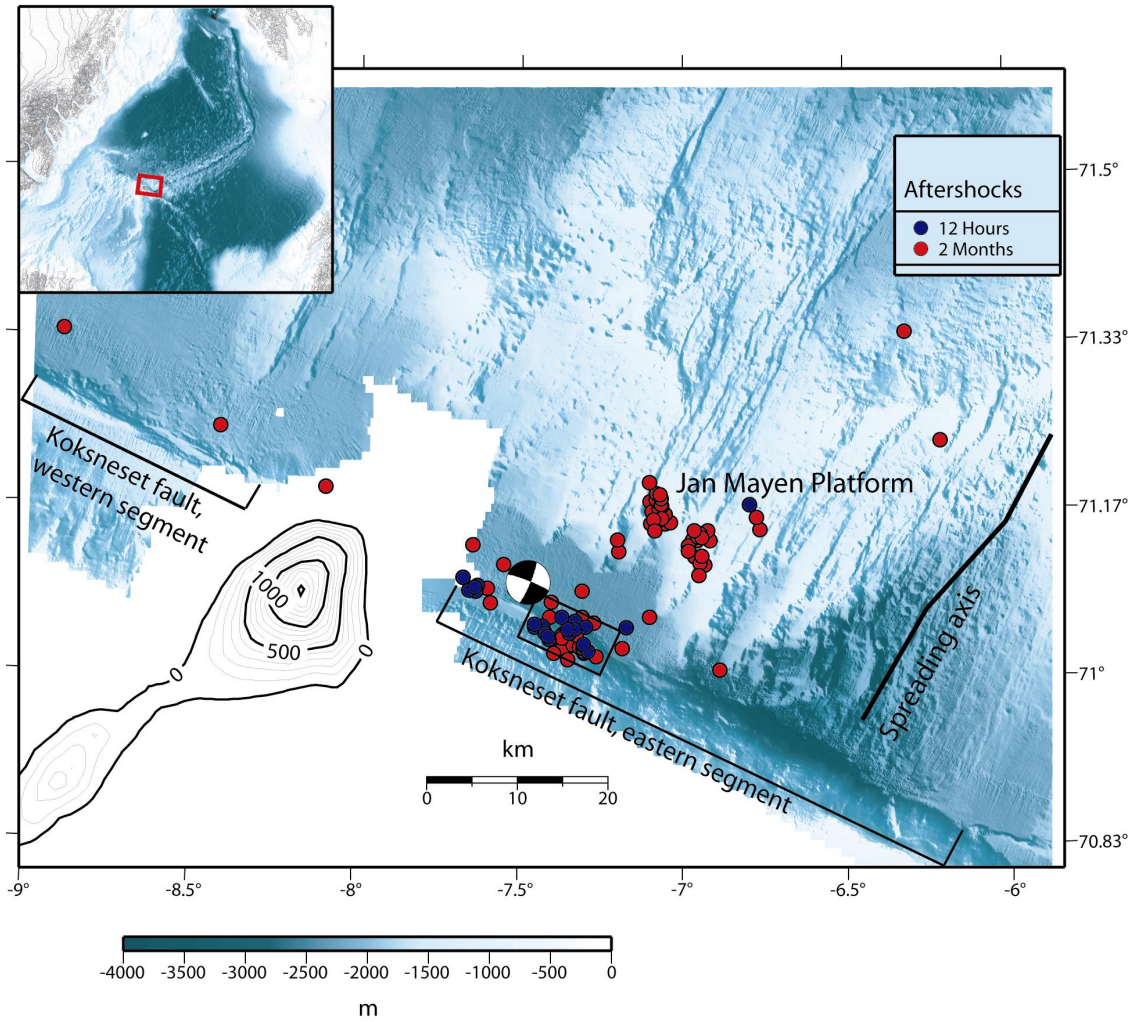 Aftershocks
12 Hours
2 Months
71.5°
71.33°
71.17°
71°
70.83°
Koksneset fault,
western segment
Jan Mayen Platform
1000
500
0
0
Koksneset fault, eastern segment
Spreading axis
km
0 10 20
-9° -8.5° -8° -7.5° -7° -6.5° -6°
-4000 -3500 -3000 -2500 -2000 -1500 -1000 -500 0
m